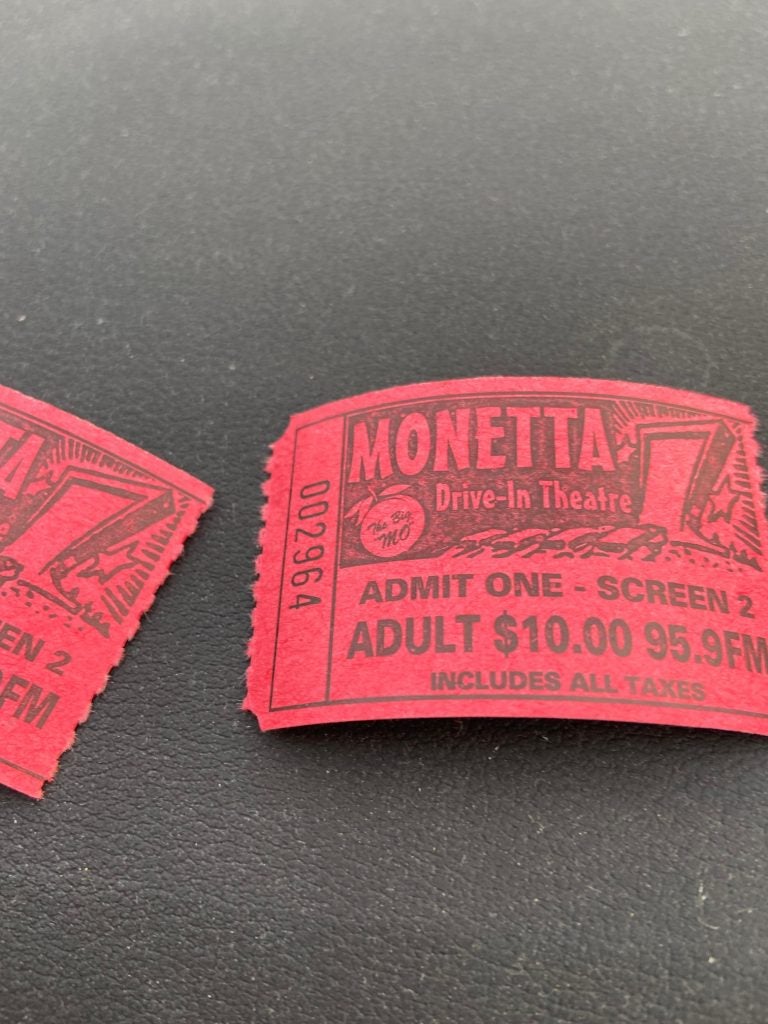 TA
EN 2
FM
002964
MONETTA
Drive-In Theatre
The Big
MO
ADMIT ONE - SCREEN 2
ADULT $10.00 95.9FM
INCLUDES ALL TAXES